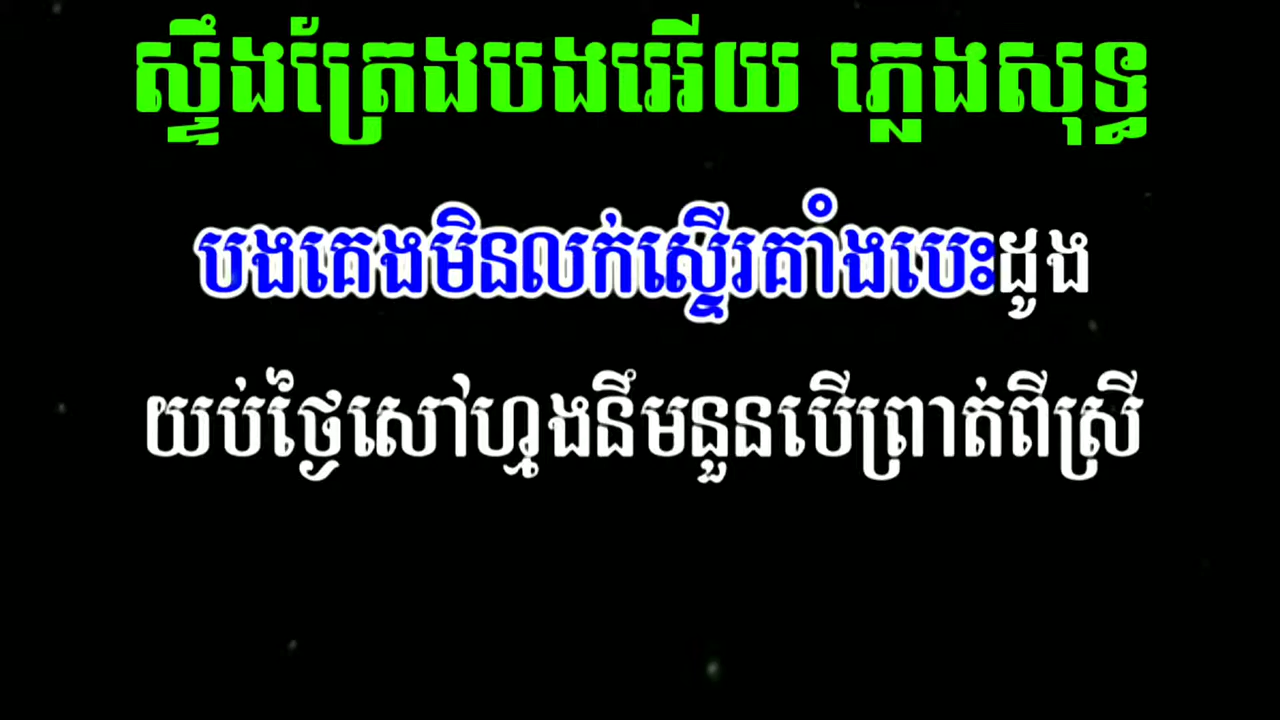 ស្ទឹងត្រែងបងអើយ ភ្លេងសុទ្ធ
បងគេងមិនលក់ស្ទើរគាំងបេះដូង
យប់ថ្ងៃសៅហ្មងនឹមនួនបើព្រាត់ពីស្រី